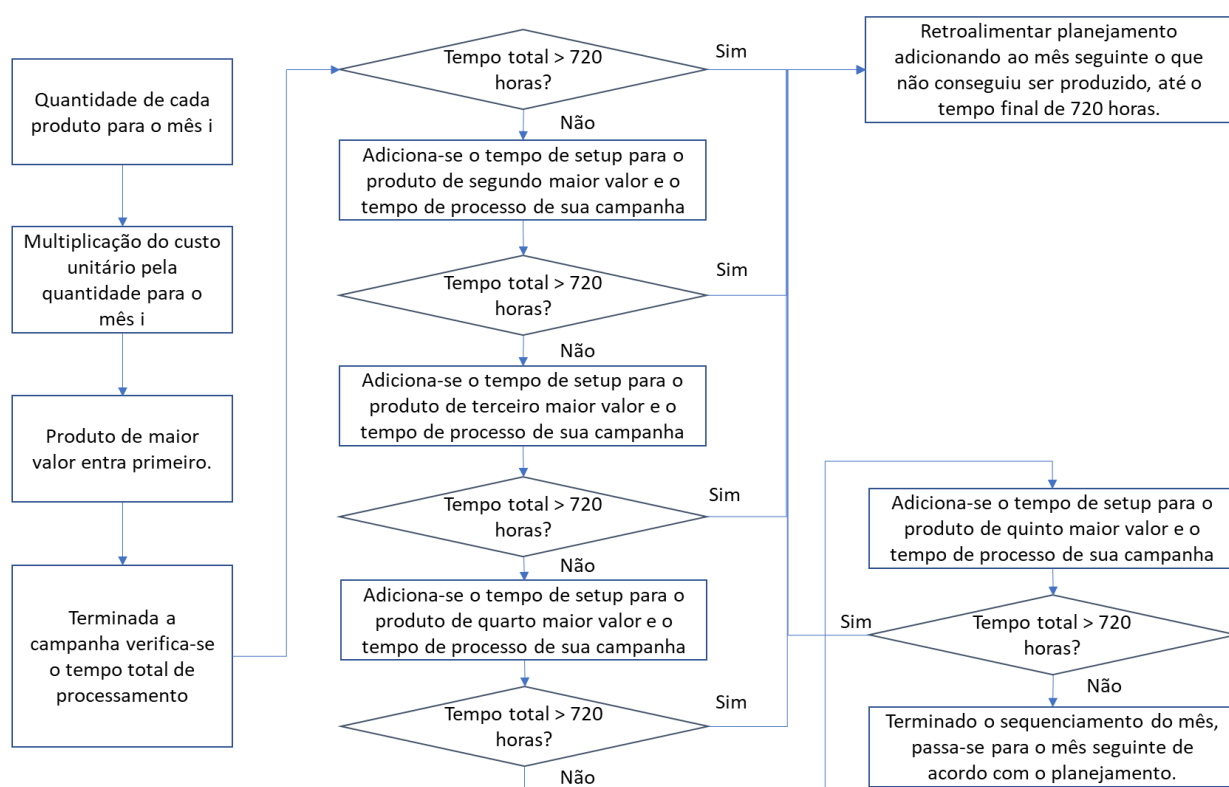 Quantidade de cada
produto para o mês i
Multiplicação do custo
unitário pela
quantidade para o
mês i
Produto de maior
valor entra primeiro.
Terminada a
campanha verifica-se
o tempo total de
processamento
Tempo total > 720
horas?
Sim
Não
Adiciona-se o tempo de setup para o
produto de segundo maior valor e o
tempo de processo de sua campanha
Tempo total > 720
horas?
Sim
Não
Adiciona-se o tempo de setup para o
produto de terceiro maior valor e o
tempo de processo de sua campanha
Tempo total > 720
horas?
Sim
Não
Adiciona-se o tempo de setup para o
produto de quarto maior valor e o
tempo de processo de sua campanha
Tempo total > 720
horas?
Sim
Não
Retroalimentar planejamento
adicionando ao mês seguinte o que
não conseguiu ser produzido, até o
tempo final de 720 horas.
Adiciona-se o tempo de setup para o
produto de quinto maior valor e o
tempo de processo de sua campanha
Sim
Tempo total > 720
horas?
Não
Terminado o sequenciamento do mês,
passa-se para o mês seguinte de
acordo com o planejamento.